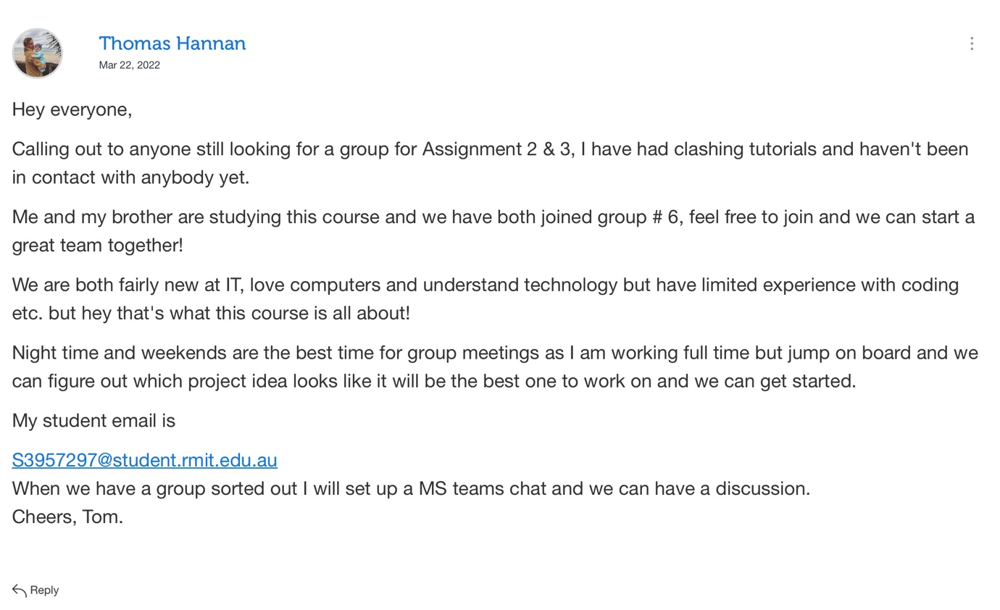 Thomas Hannan
Mar 22, 2022
Hey everyone,
Calling out to anyone still looking for a group for Assignment 2 & 3, I have had clashing tutorials and haven't been
in contact with anybody yet.
Me and my brother are studying this course and we have both joined group # 6, feel free to join and we can start a
great team together!
We are both fairly new at IT, love computers and understand technology but have limited experience with coding
etc. but hey that's what this course is all about!
Night time and weekends are the best time for group meetings as I am working full time but jump on board and we
can figure out which project idea looks like it will be the best one to work on and we can get started.
My student email is
S3957297@student.rmit.edu.au
When we have a group sorted out I will set up a MS teams chat and we can have a discussion.
Cheers, Tom.
Reply